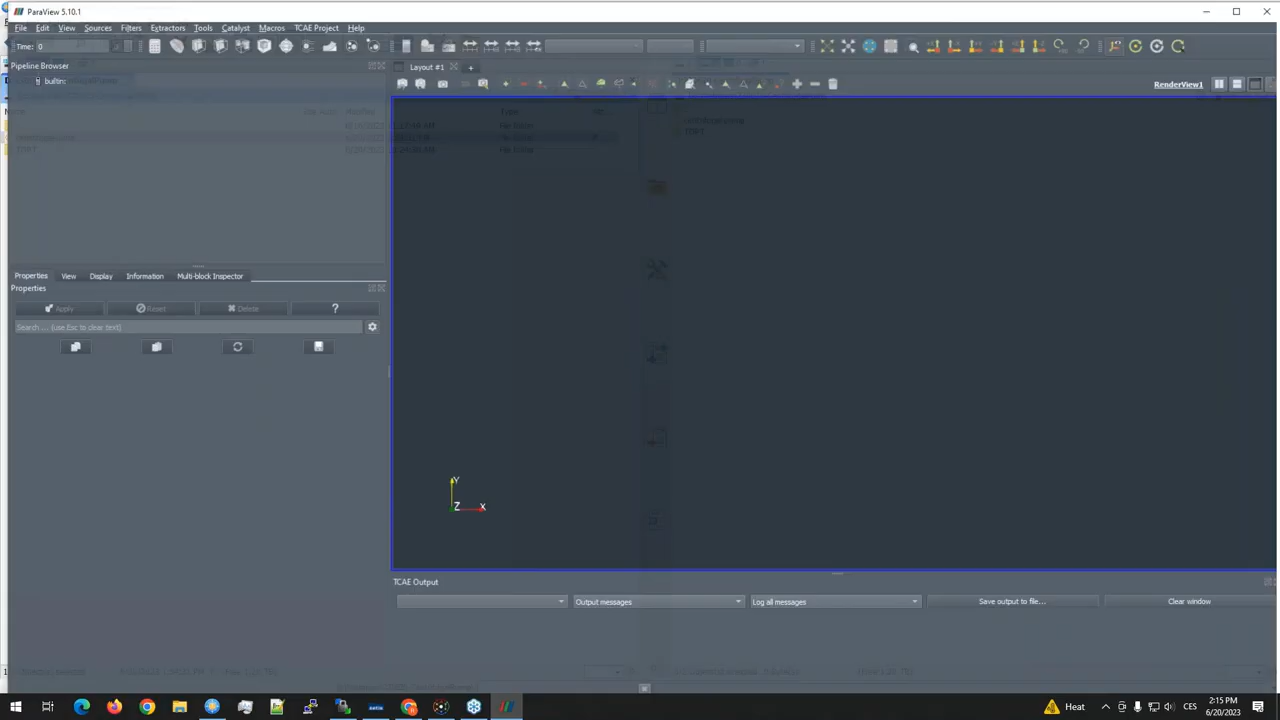 ParaView 5.10.1
File Edit View Sources Filters Extractors Tools Catalyst Macros TCAE Project Help
Time: 0
Pipeline Browser
builtin:
Layout #1
RenderView1
Type
Properties View Display Information Multi-block Inspector
Properties
Apply Reset Delete ?
Search ... (use Esc to clear text)
Y
Z X
TCAE Output
Output messages
Log all messages
Save output to file...
Clear window
Heat
CES
2:15 PM
6/20/2023